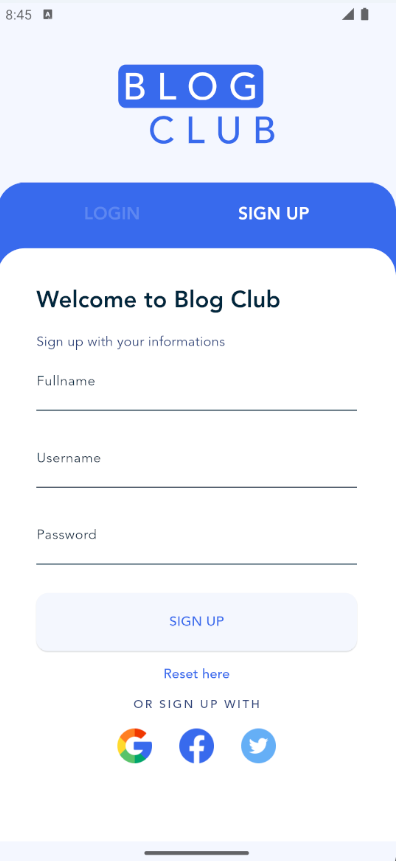 8:45 A
BLOG
CLUB
LOGIN SIGN UP
Welcome to Blog Club
Sign up with your informations
Fullname
Username
Password
SIGN UP
Reset here
OR SIGN UP WITH